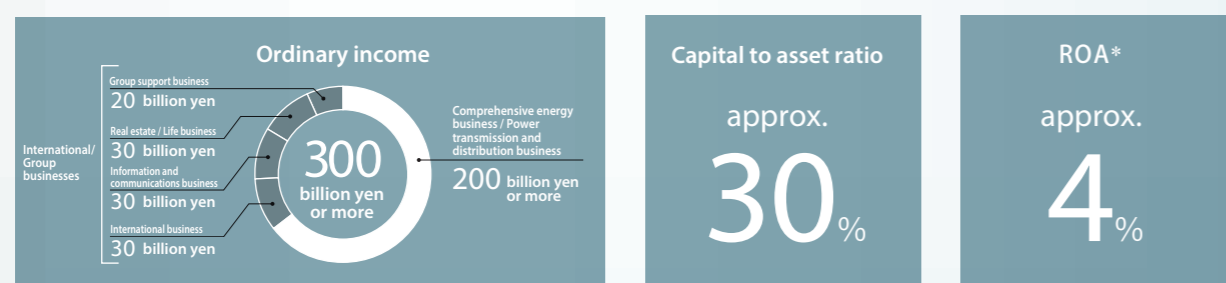 Ordinary income
International/
Group
businesses
Group support business
20 billion yen
Real estate / Life business
30 billion yen
Information and
communications business
30 billion yen
International business
30 billion yen
300
billion yen
or more
Comprehensive energy
business / Power
transmission and
distribution business
200 billion yen
or more
Capital to asset ratio
approx.
30%
ROA*
approx.
4%